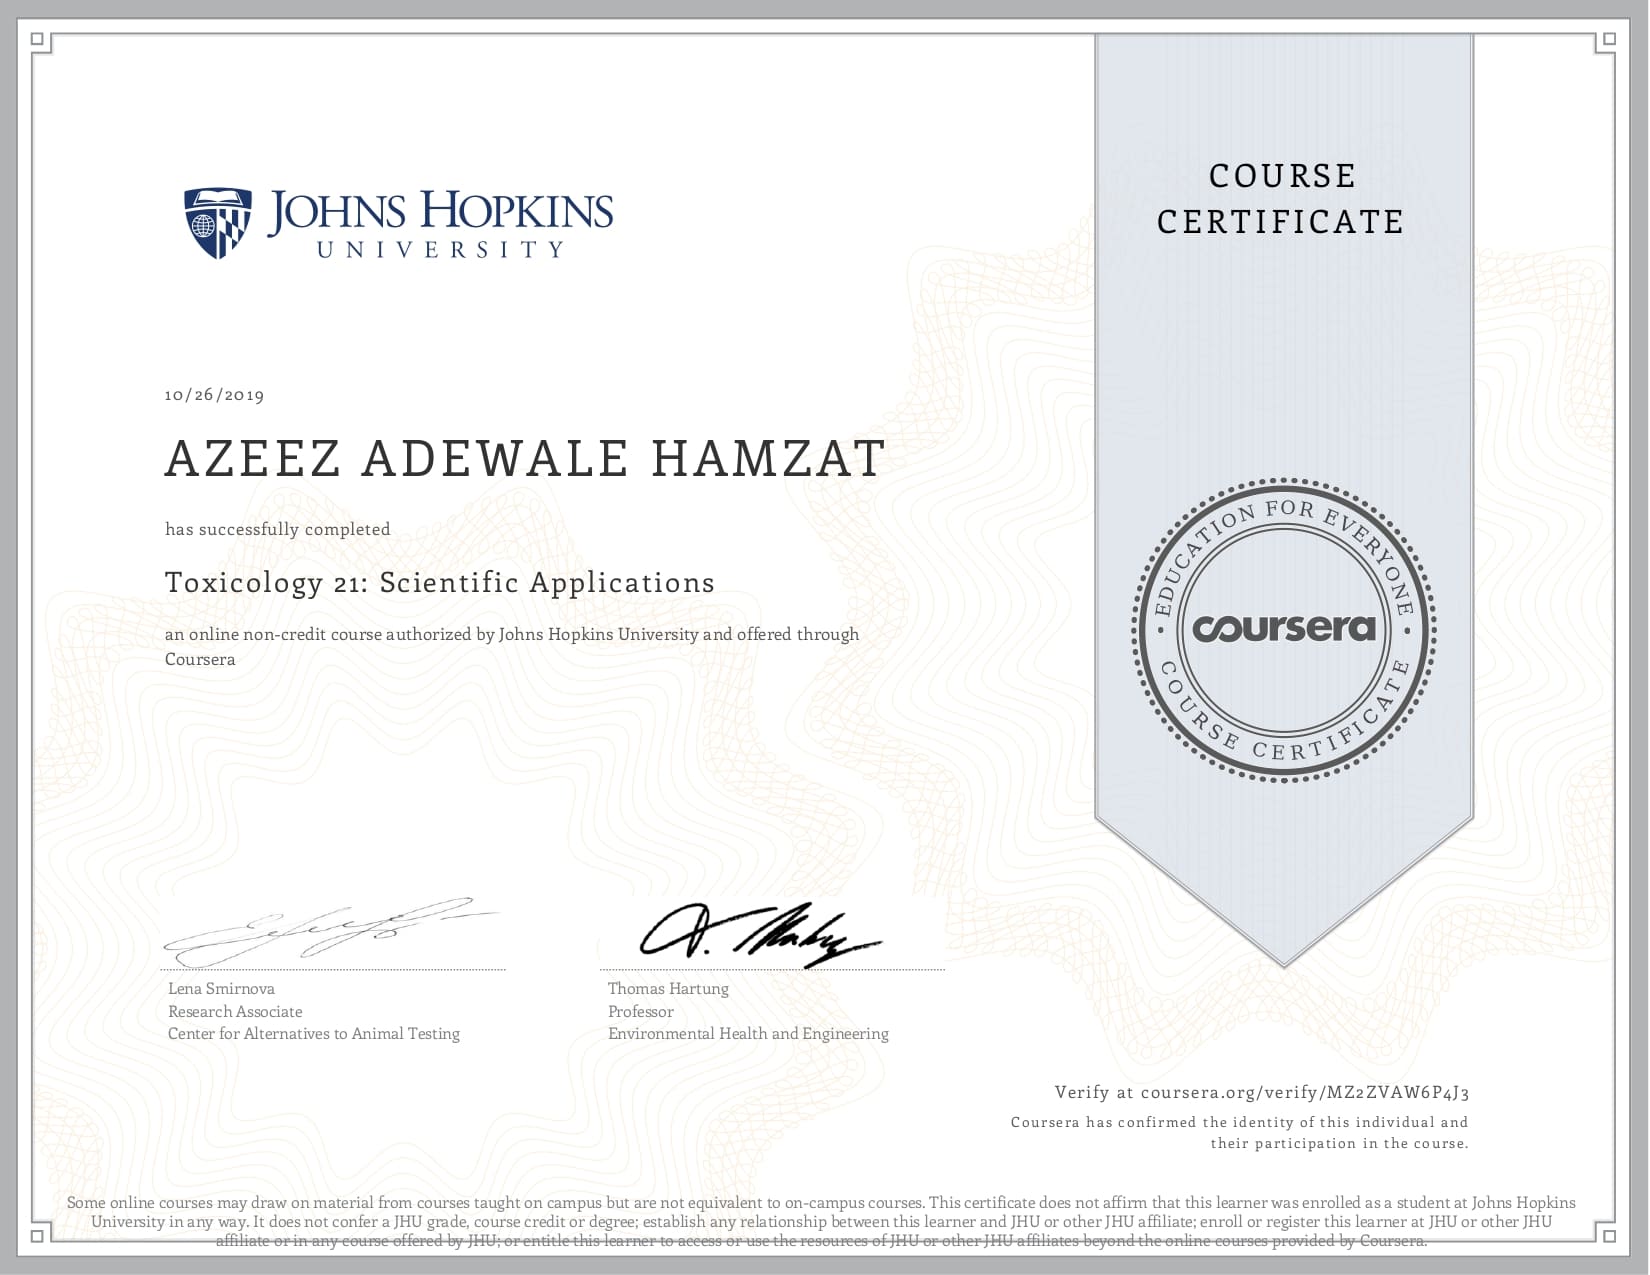 JOHNS HOPKINS
UNIVERSITY
COURSE
CERTIFICATE
10/26/2019
AZEEZ ADEWALE HAMZAT
has successfully completed
Toxicology 21: Scientific Applications
an online non-credit course authorized by Johns Hopkins University and offered through
Coursera
EDUCATION FOR EVERYONE
coursera
COURSE CERTIFICATE
Lena Smirnova
Research Associate
Center for Alternatives to Animal Testing
Thomas Hartung
Professor
Environmental Health and Engineering
Verify at coursera.org/verify/MZ2ZVAW6P4J3
Coursera has confirmed the identity of this individual and
their participation in the course.
Some online courses may draw on material from courses taught on campus but are not equivalent to on-campus courses. This certificate does not affirm that this learner was enrolled as a student at Johns Hopkins
University in any way. It does not confer a JHU grade, course credit or degree; establish any relationship between this learner and JHU or other JHU affiliate; enroll or register this learner at JHU or other JHU
affiliate or in any course offered by JHU; or entitle this learner to access or use the resources of JHU or other JHU affiliates beyond the online courses provided by Coursera.